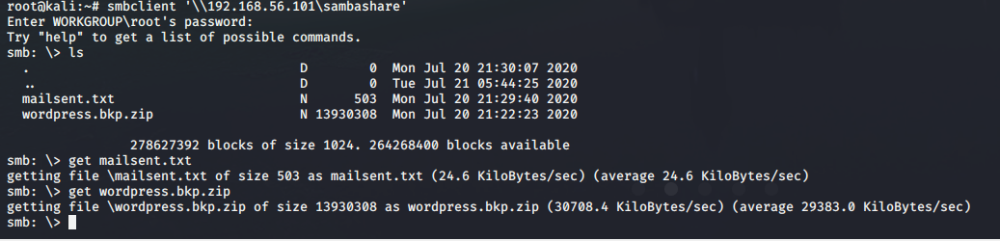 root@kali:~# smbclient '\\192.168.56.101\sambashare'
Enter WORKGROUP\root's password:
Try "help" to get a list of possible commands.
smb: \> ls
  .                                   D        0  Mon Jul 20 21:30:07 2020
  ..                                  D        0  Tue Jul 21 05:44:25 2020
  mailsent.txt                        N      503  Mon Jul 20 21:29:40 2020
  wordpress.bkp.zip                   N 13930308  Mon Jul 20 21:22:23 2020
                278627392 blocks of size 1024. 264268400 blocks available
smb: \> get mailsent.txt
getting file \mailsent.txt of size 503 as mailsent.txt (24.6 KiloBytes/sec) (average 24.6 KiloBytes/sec)
smb: \> get wordpress.bkp.zip
getting file \wordpress.bkp.zip of size 13930308 as wordpress.bkp.zip (30708.4 KiloBytes/sec) (average 29383.0 KiloBytes/sec)
smb: \>